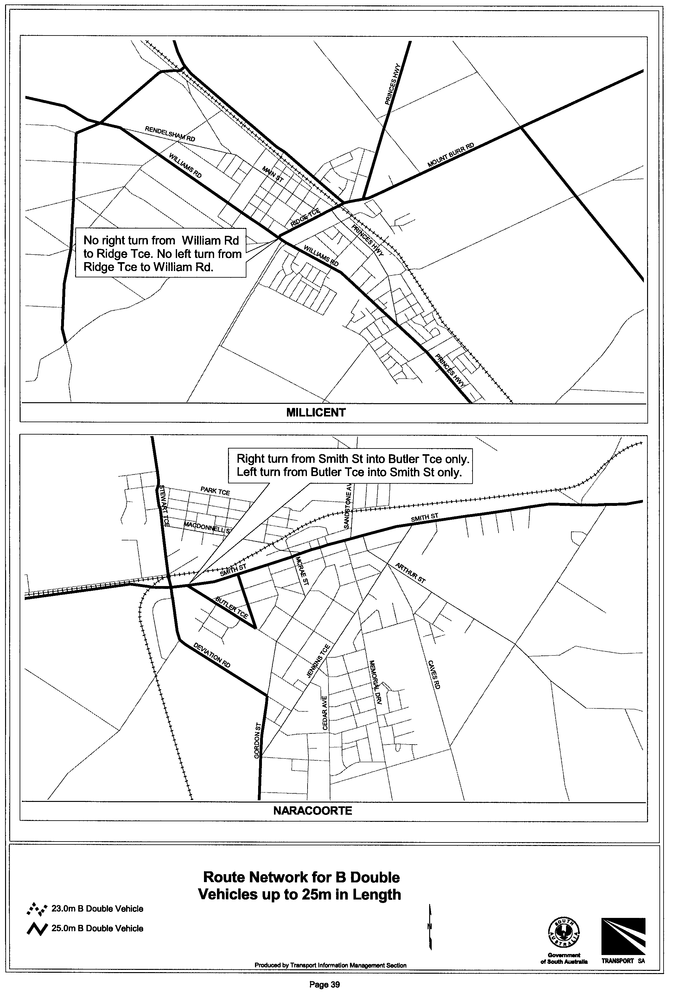 PRINCES HWY
RENDELSHAM RD
WILLIAMS RD
MAIN ST
MOUNT BURR RD
RIDGE TCE
PRINCES HWY
No right turn from William Rd
to Ridge Tce. No left turn from
Ridge Tce to William Rd.
WILLIAMS RD
PRINCES HWY
MILLICENT
Right turn from Smith St into Butler Tce only.
Left turn from Butler Tce into Smith St only.
STEWART TCE
PARK TCE
SANDSTONE AV
MACDONNELL S
SMITH ST
SMITH ST
MCRAE ST
ARTHUR ST
BUTLER TCE
DEVIATION RD
JENKINS TCE
MEMORIAL DRV
CAVES RD
CEDAR AVE
GORDON ST
NARACOORTE
Route Network for B Double
Vehicles up to 25m in Length
23.0m B Double Vehicle
25.0m B Double Vehicle
N
SOUTH AUSTRALIA
Government
of South Australia
TRANSPORT SA
Produced by Transport Information Management Section
Page 39